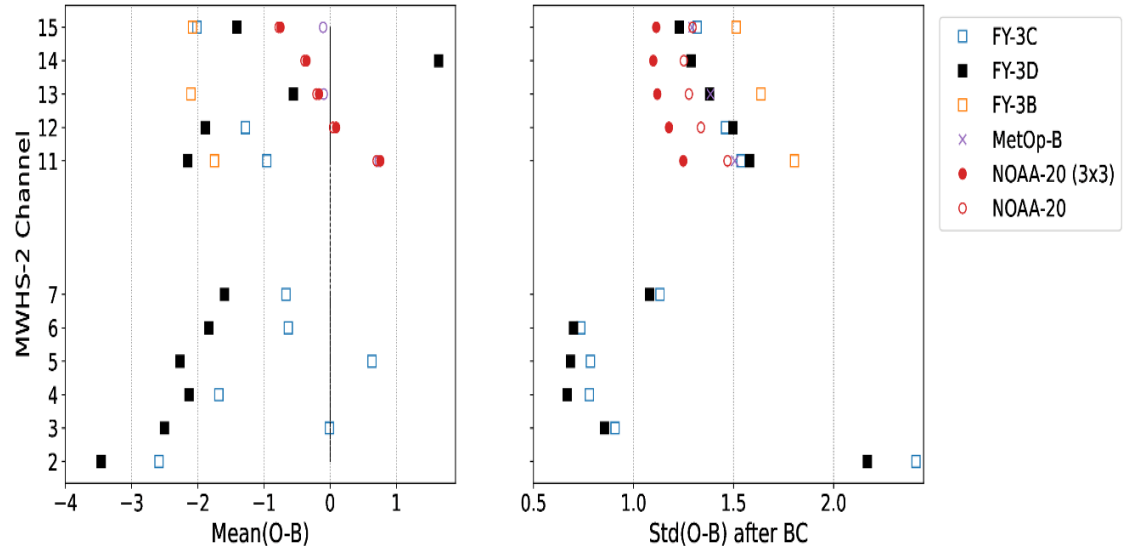 MWHS-2 Channel
15
14
13
12
11
7
6
5
4
3
2
−4 −3 −2 −1 0 1
Mean(O-B)
0.5 1.0 1.5 2.0
Std(O-B) after BC
FY-3C
FY-3D
FY-3B
MetOp-B
NOAA-20 (3x3)
NOAA-20